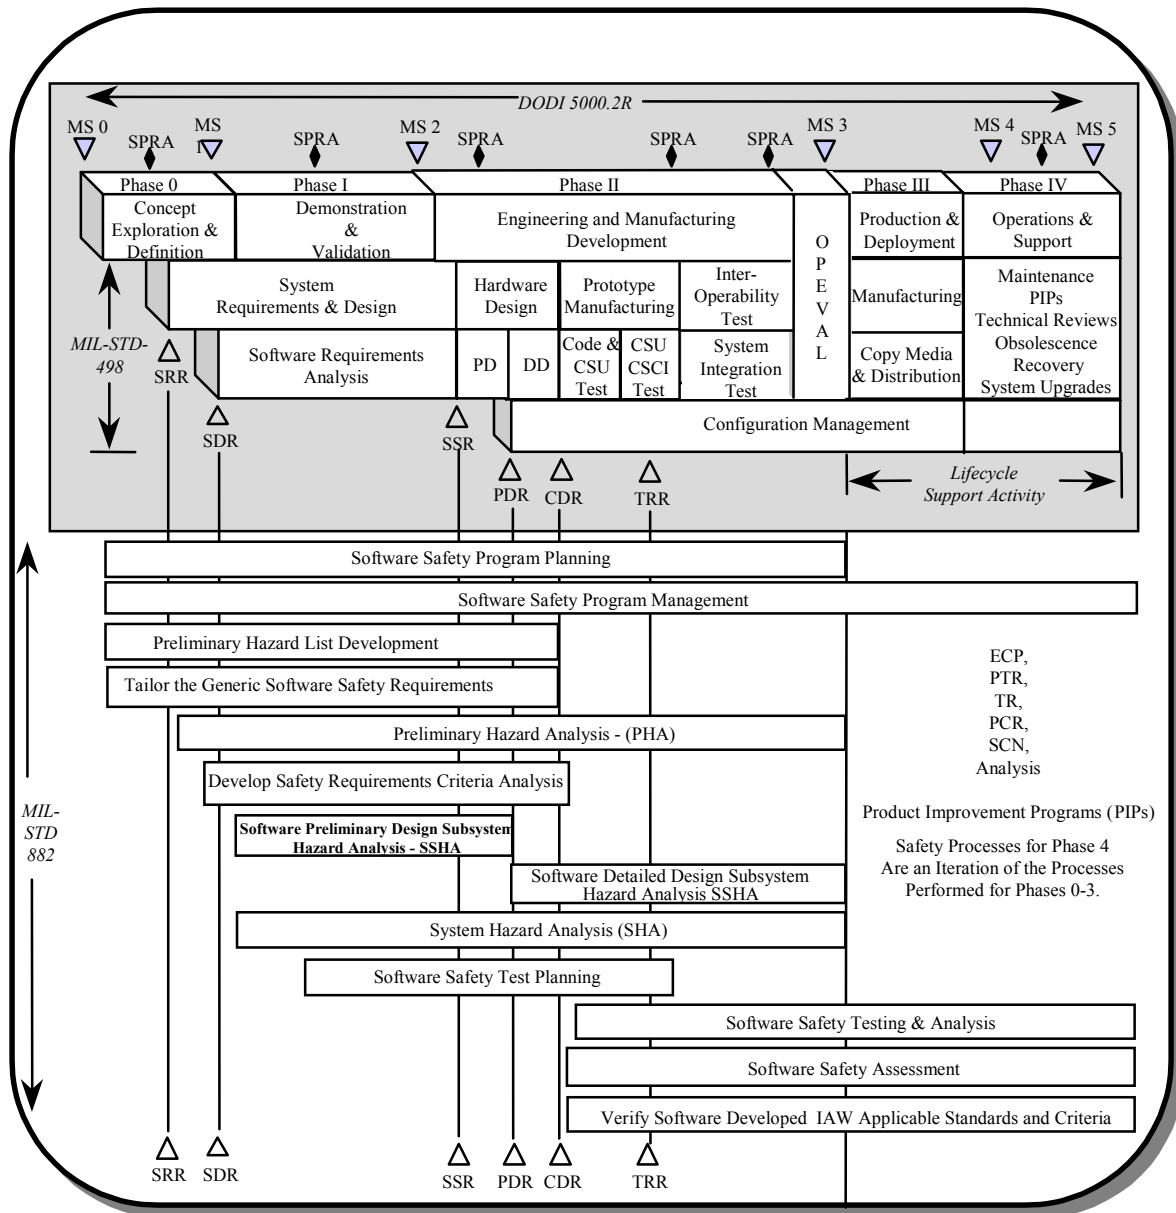 DODI 5000.2R
MS 0
SPRA
MS
1
SPRA
MS 2
SPRA
SPRA
SPRA
MS 3
MS 4
SPRA
MS 5
Phase 0
Phase I
Phase II
Phase III
Phase IV
Concept
Exploration &
Definition
Demonstration
&
Validation
Engineering and Manufacturing
Development
O
P
E
V
A
L
Production &
Deployment
Operations &
Support
MIL-STD-
498
System
Requirements & Design
Hardware
Design
Prototype
Manufacturing
Inter-
Operability
Test
Manufacturing
Maintenance
PIPs
Technical Reviews
Obsolescence
Recovery
System Upgrades
SRR
Software Requirements
Analysis
PD
DD
Code &
CSU
Test
CSU
CSCI
Test
System
Integration
Test
Copy Media
& Distribution
SDR
SSR
Configuration Management
PDR
CDR
TRR
Lifecycle
Support Activity
MIL-
STD
882
Software Safety Program Planning
Software Safety Program Management
Preliminary Hazard List Development
Tailor the Generic Software Safety Requirements
Preliminary Hazard Analysis - (PHA)
Develop Safety Requirements Criteria Analysis
Software Preliminary Design Subsystem
Hazard Analysis - SSHA
Software Detailed Design Subsystem
Hazard Analysis SSHA
System Hazard Analysis (SHA)
Software Safety Test Planning
Software Safety Testing & Analysis
Software Safety Assessment
Verify Software Developed IAW Applicable Standards and Criteria
ECP,
PTR,
TR,
PCR,
SCN,
Analysis
Product Improvement Programs (PIPs)
Safety Processes for Phase 4
Are an Iteration of the Processes
Performed for Phases 0-3.
SRR
SDR
SSR
PDR
CDR
TRR